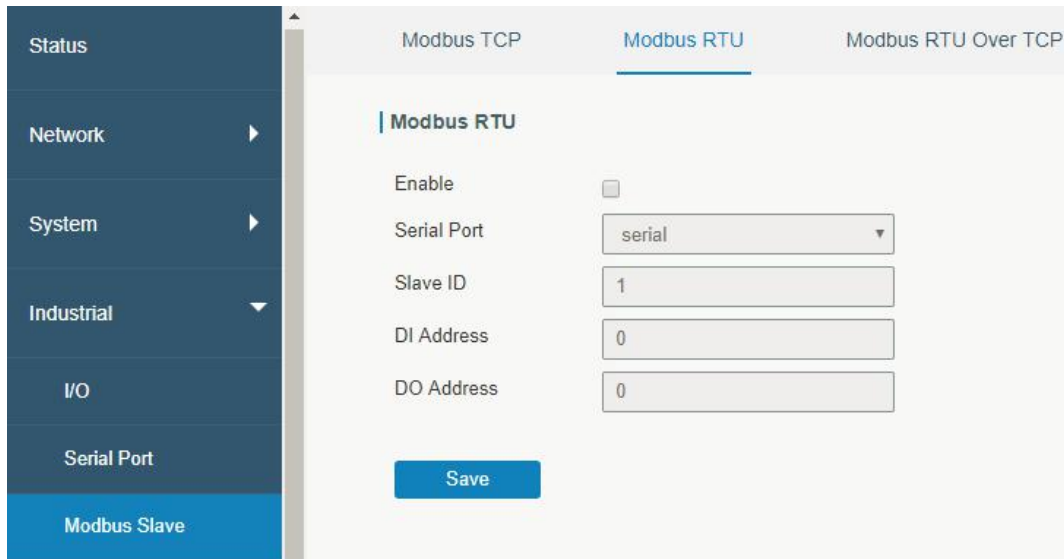 Status
Network
System
Industrial
I/O
Serial Port
Modbus Slave
Modbus TCP Modbus RTU Modbus RTU Over TCP
Modbus RTU
Enable
Serial Port serial
Slave ID 1
DI Address 0
DO Address 0
Save